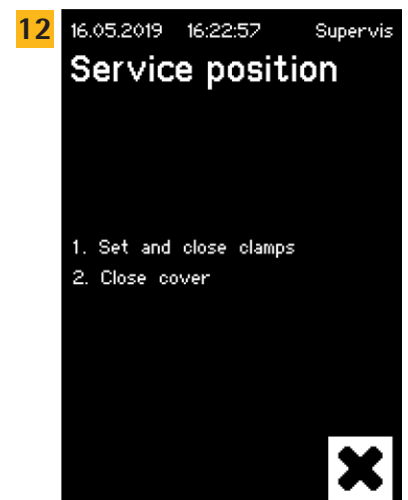 12
16.05.2019 16:22:57 Supervis
Service position
1. Set and close clamps
2. Close cover